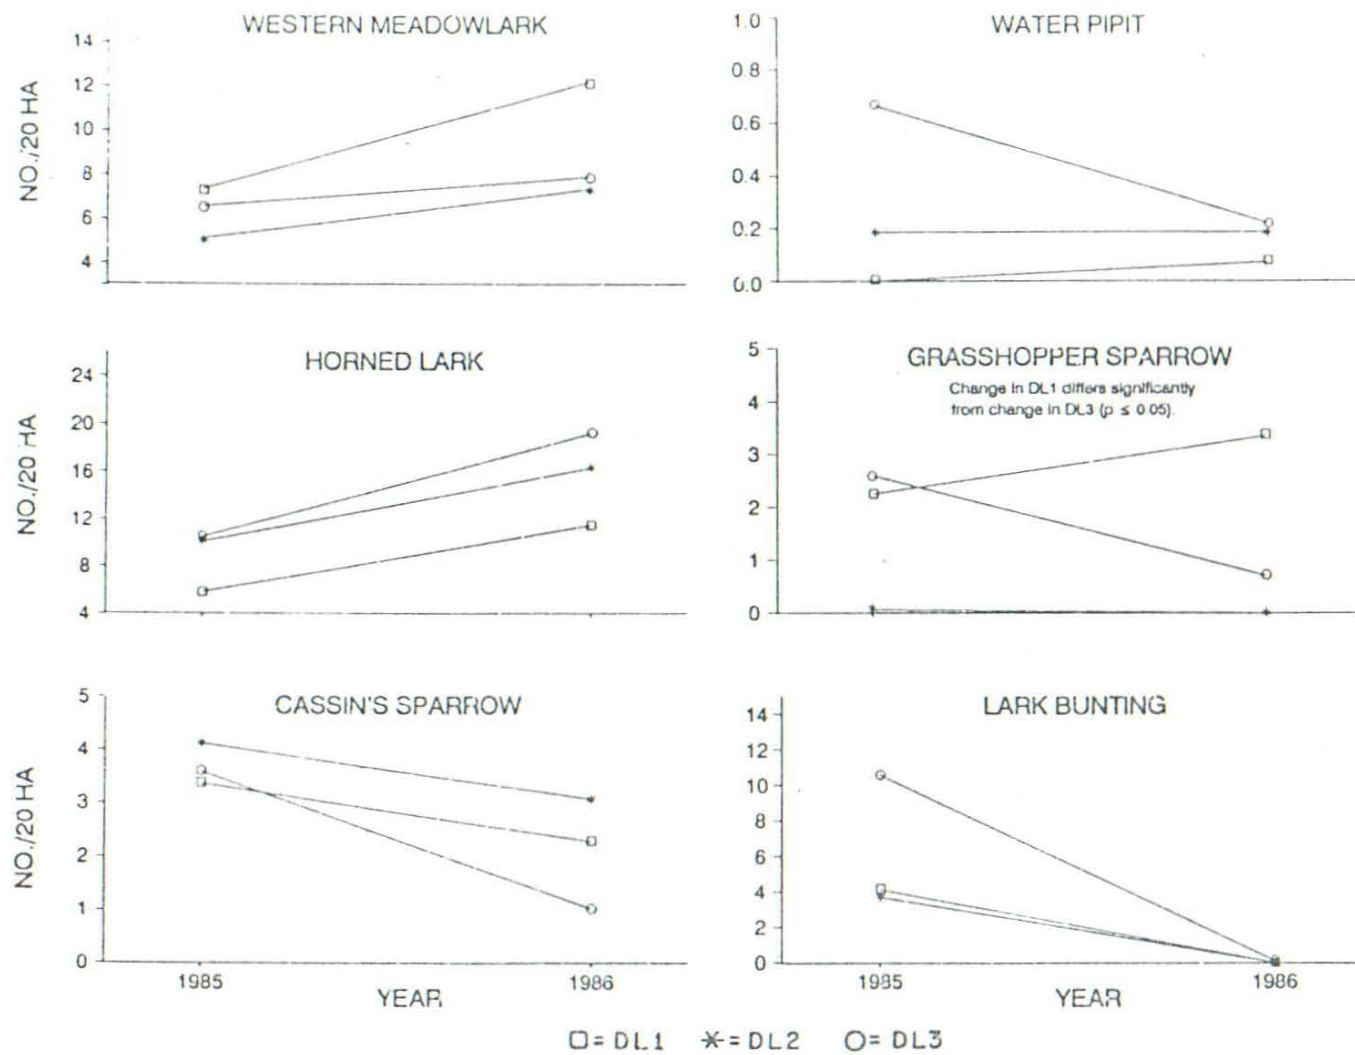 WESTERN MEADOWLARK
14
12
10
8
6
4
NO./20 HA
WATER PIPIT
1.0
0.8
0.6
0.4
0.2
0.0
HORNED LARK
24
20
16
12
8
4
NO./20 HA
GRASSHOPPER SPARROW
Change in DL1 differs significantly
from change in DL3 (p ≤ 0.05).
5
4
3
2
1
0
CASSIN'S SPARROW
5
4
3
2
1
0
NO./20 HA
1985 1986
YEAR
LARK BUNTING
14
12
10
8
6
4
2
0
1985 1986
YEAR
□= DL1 ✳= DL2 ○= DL3